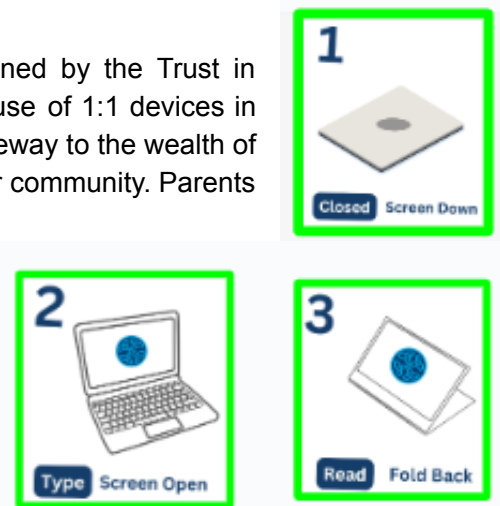 ned by the Trust in
use of 1:1 devices in
eway to the wealth of
r community. Parents
1
Closed Screen Down
2
Type Screen Open
3
Read Fold Back